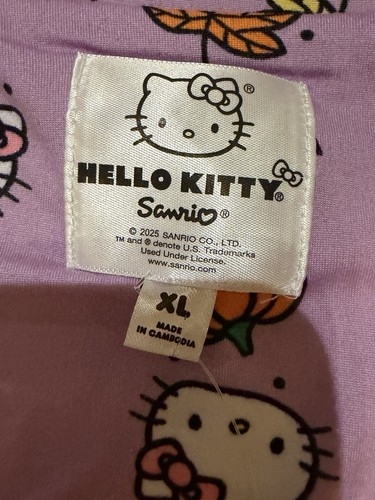 ®
HELLO KITTY®
Sanrio®
© 2025 SANRIO CO., LTD.
TM and ® denote U.S. Trademarks
Used Under License.
www.sanrio.com
XL
MADE
IN CAMBODIA